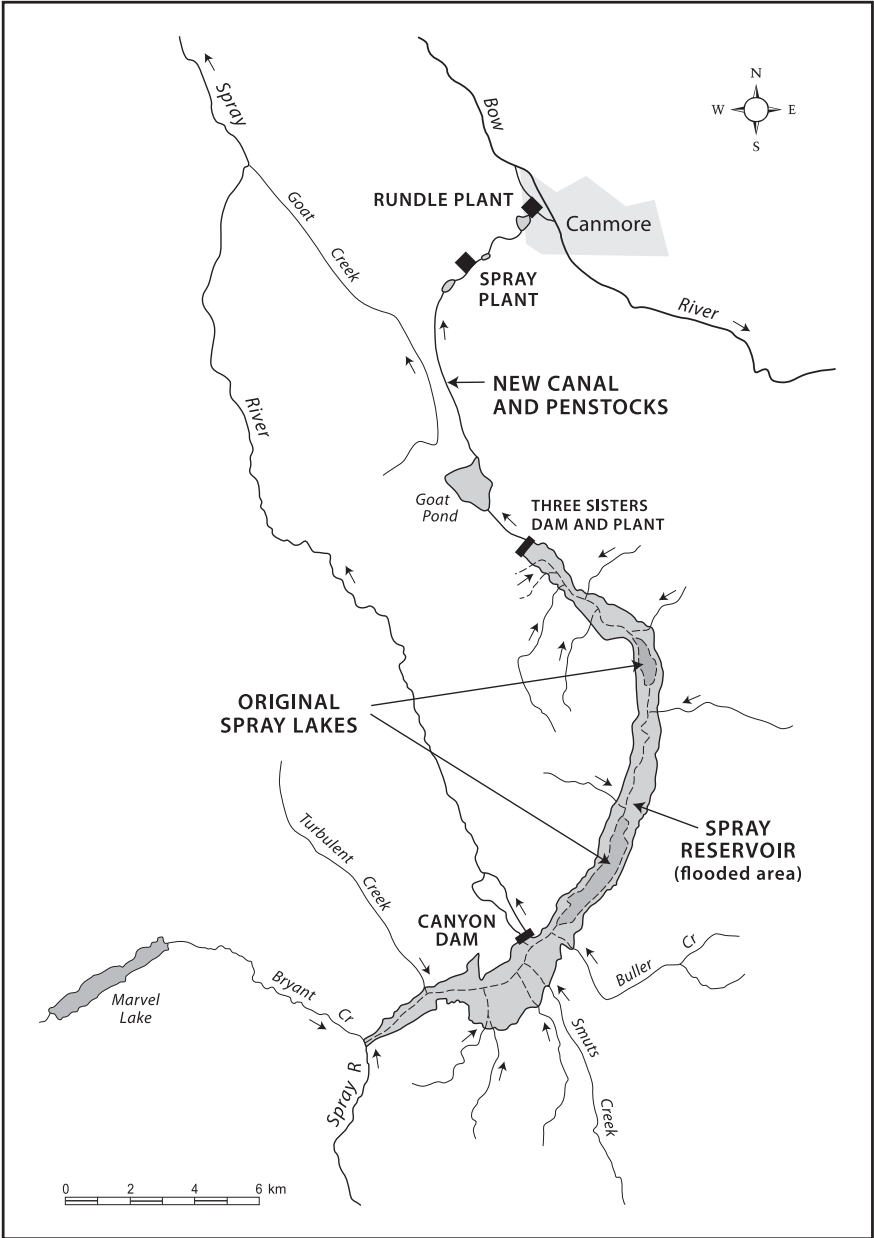 N
W
E
S
Spray
Bow
RUNDLE PLANT
Canmore
Goat
Creek
SPRAY
PLANT
River
NEW CANAL
AND PENSTOCKS
River
Goat
Pond
THREE SISTERS
DAM AND PLANT
ORIGINAL
SPRAY LAKES
Turbulent
Creek
SPRAY
RESERVOIR
(flooded area)
CANYON
DAM
Buller Cr
Marvel
Lake
Bryant Cr
Smuts
Creek
Spray R
0 2 4 6 km